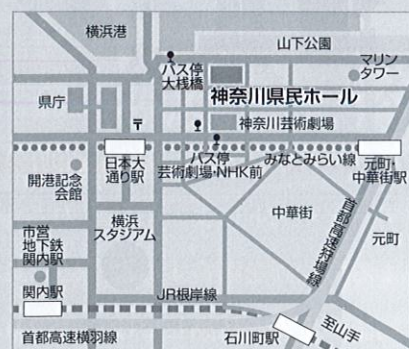 横浜港
山下公園
バス停
大桟橋
マリン
タワー
神奈川県民ホール
県庁
〒
神奈川芸術劇場
日本大
通り駅
バス停
芸術劇場・NHK前
みなとみらい線
元町・
中華街駅
開港記念
会館
横浜
スタジアム
中華街
首都高速狩場線
元町
市営
地下鉄
関内駅
関内駅
JR根岸線
首都高速横羽線
石川町駅
至山手